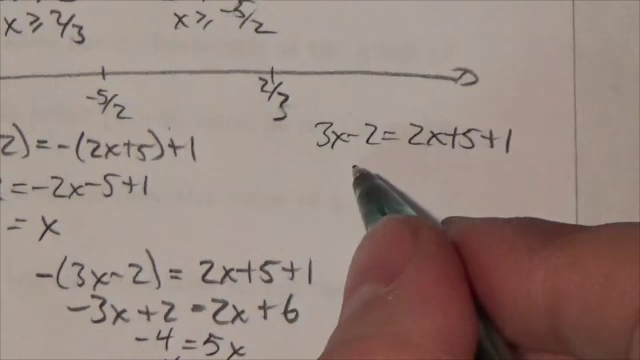 x ≥ 2/3 x ≥ -5/2
-5/2 2/3
3x-2 = 2x+5+1
2) = -(2x+5)+1
= -2x-5+1
= x
-(3x-2) = 2x+5+1
-3x+2 = 2x+6
-4 = 5x